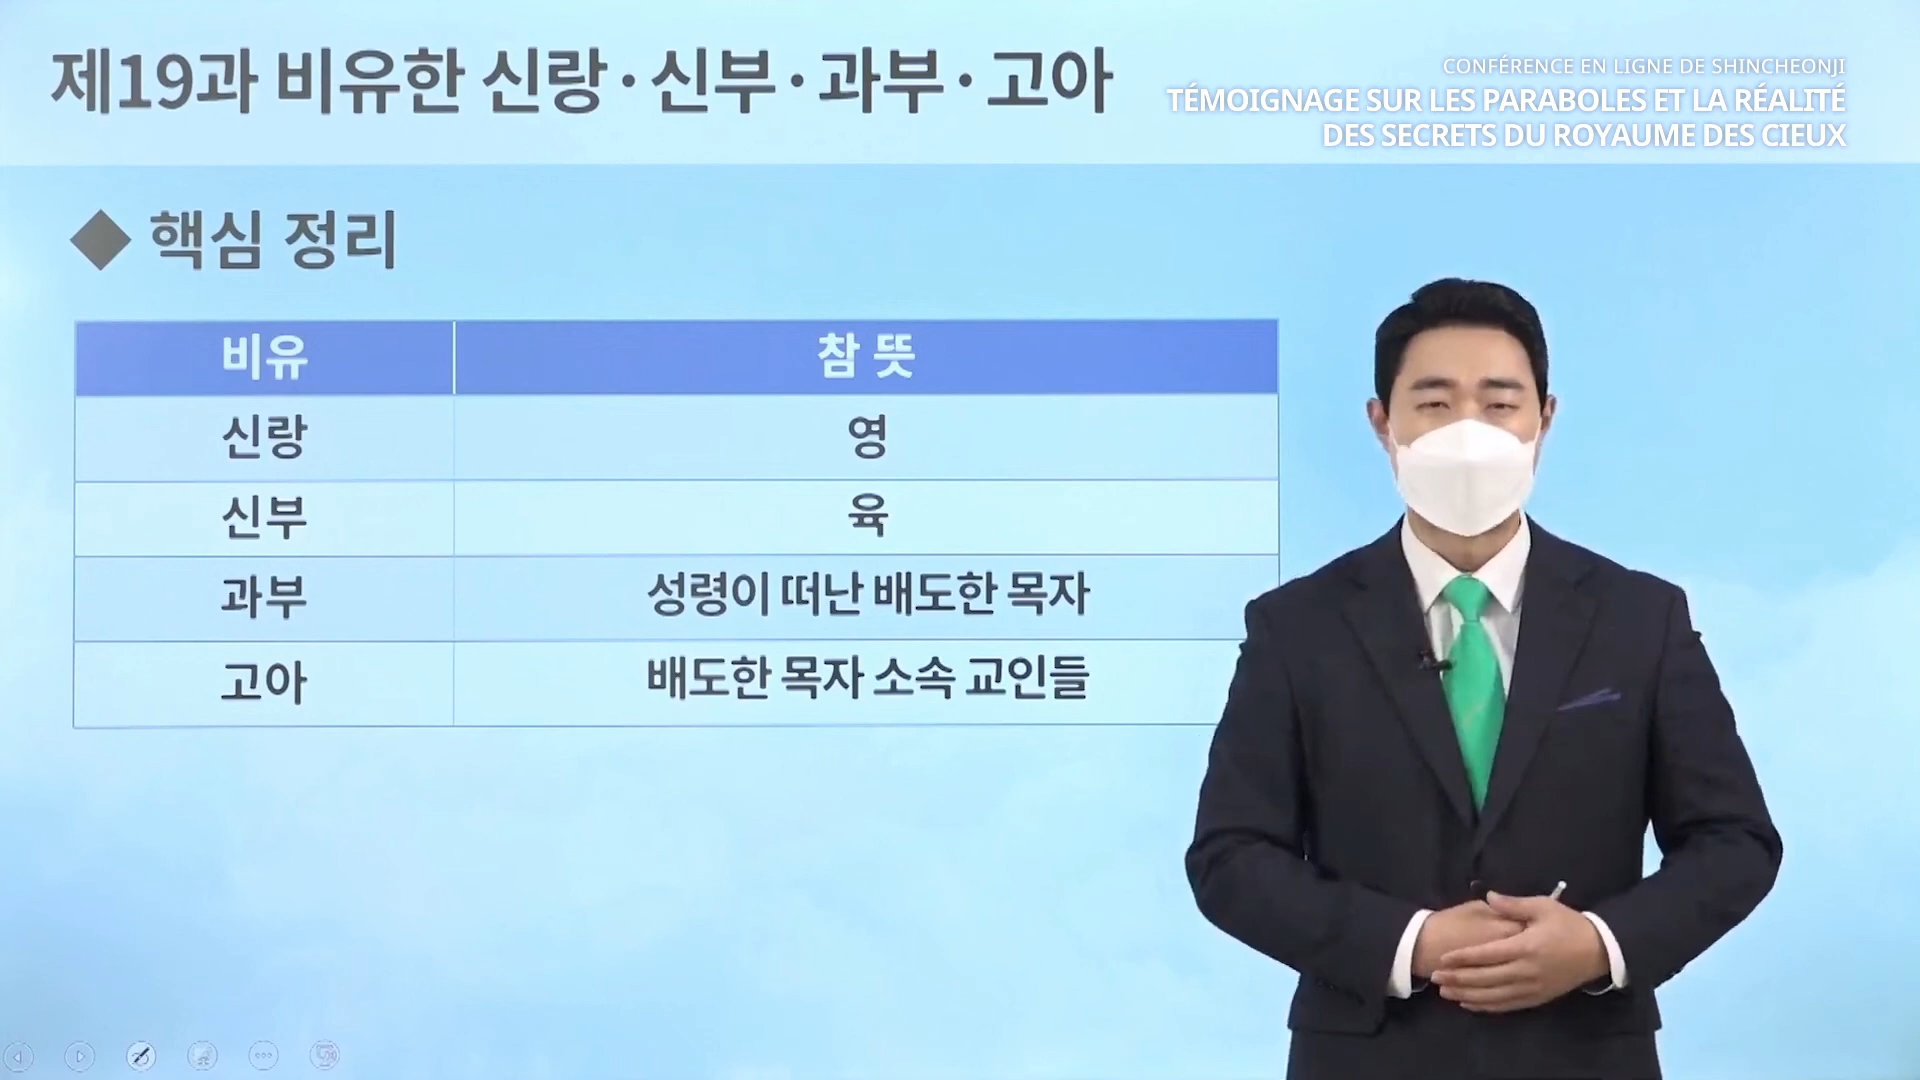 제19과 비유한 신랑·신부·과부·고아
CONFÉRENCE EN LIGNE DE SHINCHEONJI
TÉMOIGNAGE SUR LES PARABOLES ET LA RÉALITÉ
DES SECRETS DU ROYAUME DES CIEUX
◆ 핵심 정리
비유 참 뜻
신랑 영
신부 육
과부 성령이 떠난 배도한 목자
고아 배도한 목자 소속 교인들